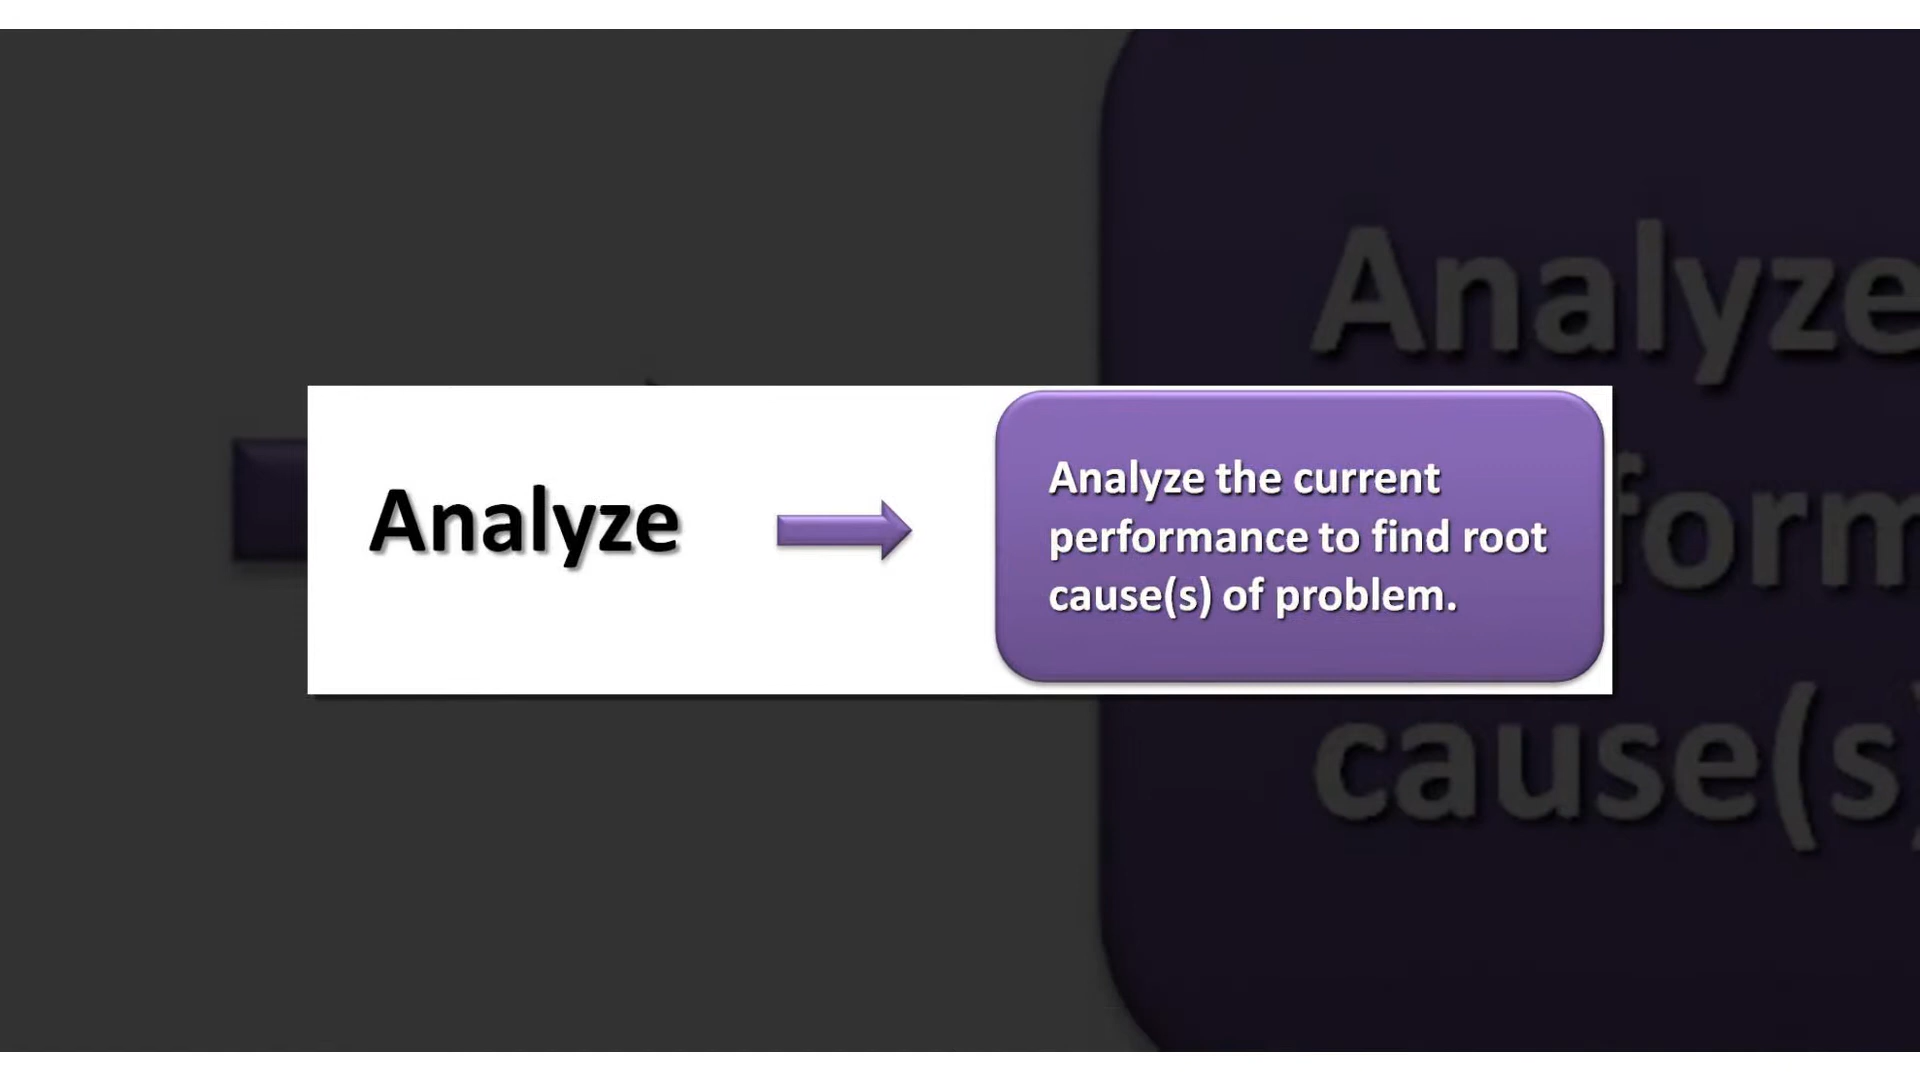 Analyze
Analyze the current
performance to find root
cause(s) of problem.
Analyze
form
cause(s)